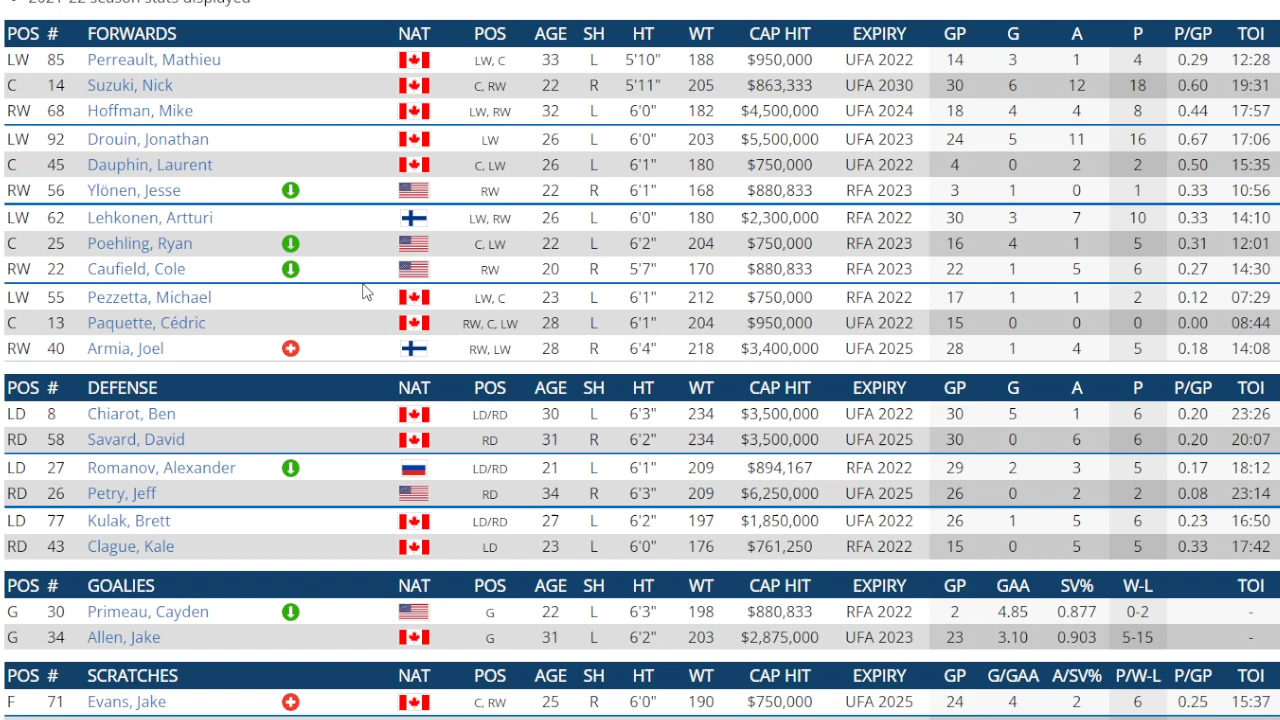 2021-22 season stats displayed
POS # FORWARDS NAT POS AGE SH HT WT CAP HIT EXPIRY GP G A P P/GP TOI
LW 85 Perreault, Mathieu LW, C 33 L 5'10" 188 $950,000 UFA 2022 14 3 1 4 0.29 12:28
C 14 Suzuki, Nick C, RW 22 R 5'11" 205 $863,333 UFA 2030 30 6 12 18 0.60 19:31
RW 68 Hoffman, Mike LW, RW 32 L 6'0" 182 $4,500,000 UFA 2024 18 4 4 8 0.44 17:57
LW 92 Drouin, Jonathan LW 26 L 6'0" 203 $5,500,000 UFA 2023 24 5 11 16 0.67 17:06
C 45 Dauphin, Laurent C, LW 26 L 6'1" 180 $750,000 UFA 2022 4 0 2 2 0.50 15:35
RW 56 Ylönen, Jesse RW 22 R 6'1" 168 $880,833 RFA 2023 3 1 0 1 0.33 10:55
LW 62 Lehkonen, Artturi LW, RW 26 L 6'0" 180 $2,300,000 RFA 2022 30 3 7 10 0.33 14:10
C 25 Poehling, Ryan C, LW 22 L 6'2" 204 $750,000 RFA 2023 16 4 1 5 0.31 12:01
RW 22 Caufield, Cole RW 20 R 5'7" 170 $880,833 RFA 2023 22 1 5 6 0.27 14:30
LW 55 Pezzetta, Michael LW, C 23 L 6'1" 212 $750,000 RFA 2022 17 1 1 2 0.12 07:29
C 13 Paquette, Cédric RW, C, LW 28 L 6'1" 204 $950,000 UFA 2022 15 0 0 0 0.00 08:44
RW 40 Armia, Joel RW, LW 28 R 6'4" 218 $3,400,000 UFA 2025 28 1 4 5 0.18 14:08
POS # DEFENSE NAT POS AGE SH HT WT CAP HIT EXPIRY GP G A P P/GP TOI
LD 8 Chiarot, Ben LD/RD 30 L 6'3" 234 $3,500,000 UFA 2022 30 5 1 6 0.20 23:26
RD 58 Savard, David RD 31 R 6'2" 234 $3,500,000 UFA 2025 30 0 6 6 0.20 20:07
LD 27 Romanov, Alexander LD/RD 21 L 6'1" 209 $894,167 RFA 2022 29 2 3 5 0.17 18:12
RD 26 Petry, Jeff RD 34 R 6'3" 209 $6,250,000 UFA 2025 26 0 2 2 0.08 23:14
LD 77 Kulak, Brett LD/RD 27 L 6'2" 197 $1,850,000 UFA 2022 26 1 5 6 0.23 16:50
RD 43 Clague, Kale LD 23 L 6'0" 176 $761,250 RFA 2022 15 0 5 5 0.33 17:42
POS # GOALIES NAT POS AGE SH HT WT CAP HIT EXPIRY GP GAA SV% W-L TOI
G 30 Primeau, Cayden G 22 L 6'3" 198 $880,833 RFA 2022 2 4.85 0.877 0-2 -
G 34 Allen, Jake G 31 L 6'2" 203 $2,875,000 UFA 2023 23 3.10 0.903 5-15 -
POS # SCRATCHES NAT POS AGE SH HT WT CAP HIT EXPIRY GP G/GAA A/SV% P/W-L P/GP TOI
F 71 Evans, Jake C, RW 25 R 6'0" 190 $750,000 UFA 2025 24 4 2 6 0.25 15:37